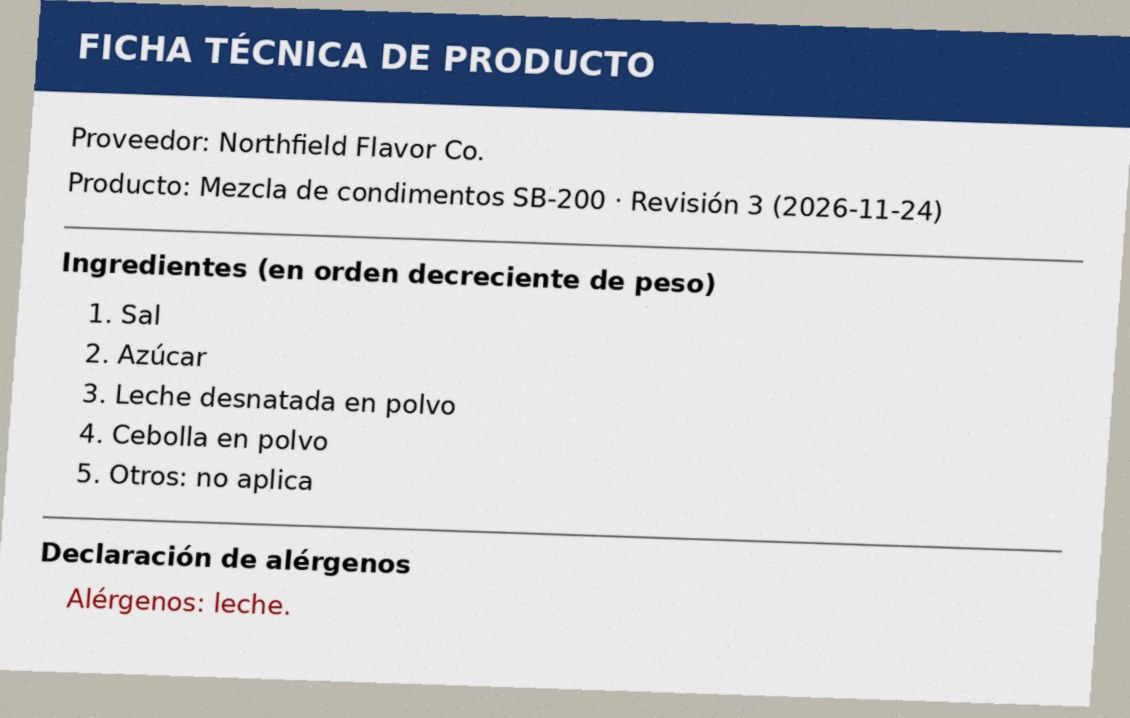 FICHA TÉCNICA DE PRODUCTO
Proveedor: Northfield Flavor Co.
Producto: Mezcla de condimentos SB-200 · Revisión 3 (2026-11-24)
Ingredientes (en orden decreciente de peso)
1. Sal
2. Azúcar
3. Leche desnatada en polvo
4. Cebolla en polvo
5. Otros: no aplica
Declaración de alérgenos
Alérgenos: leche.